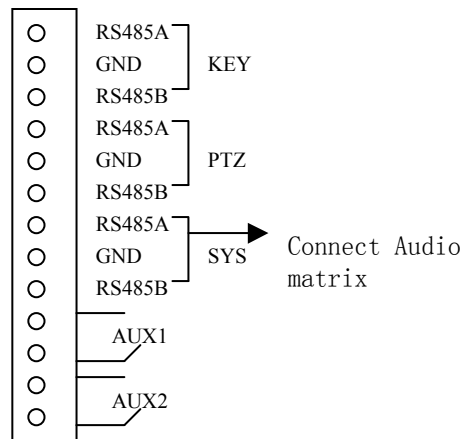 RS485A
GND KEY
RS485B
RS485A
GND PTZ
RS485B
RS485A
GND SYS
RS485B
Connect Audio
matrix
AUX1
AUX2